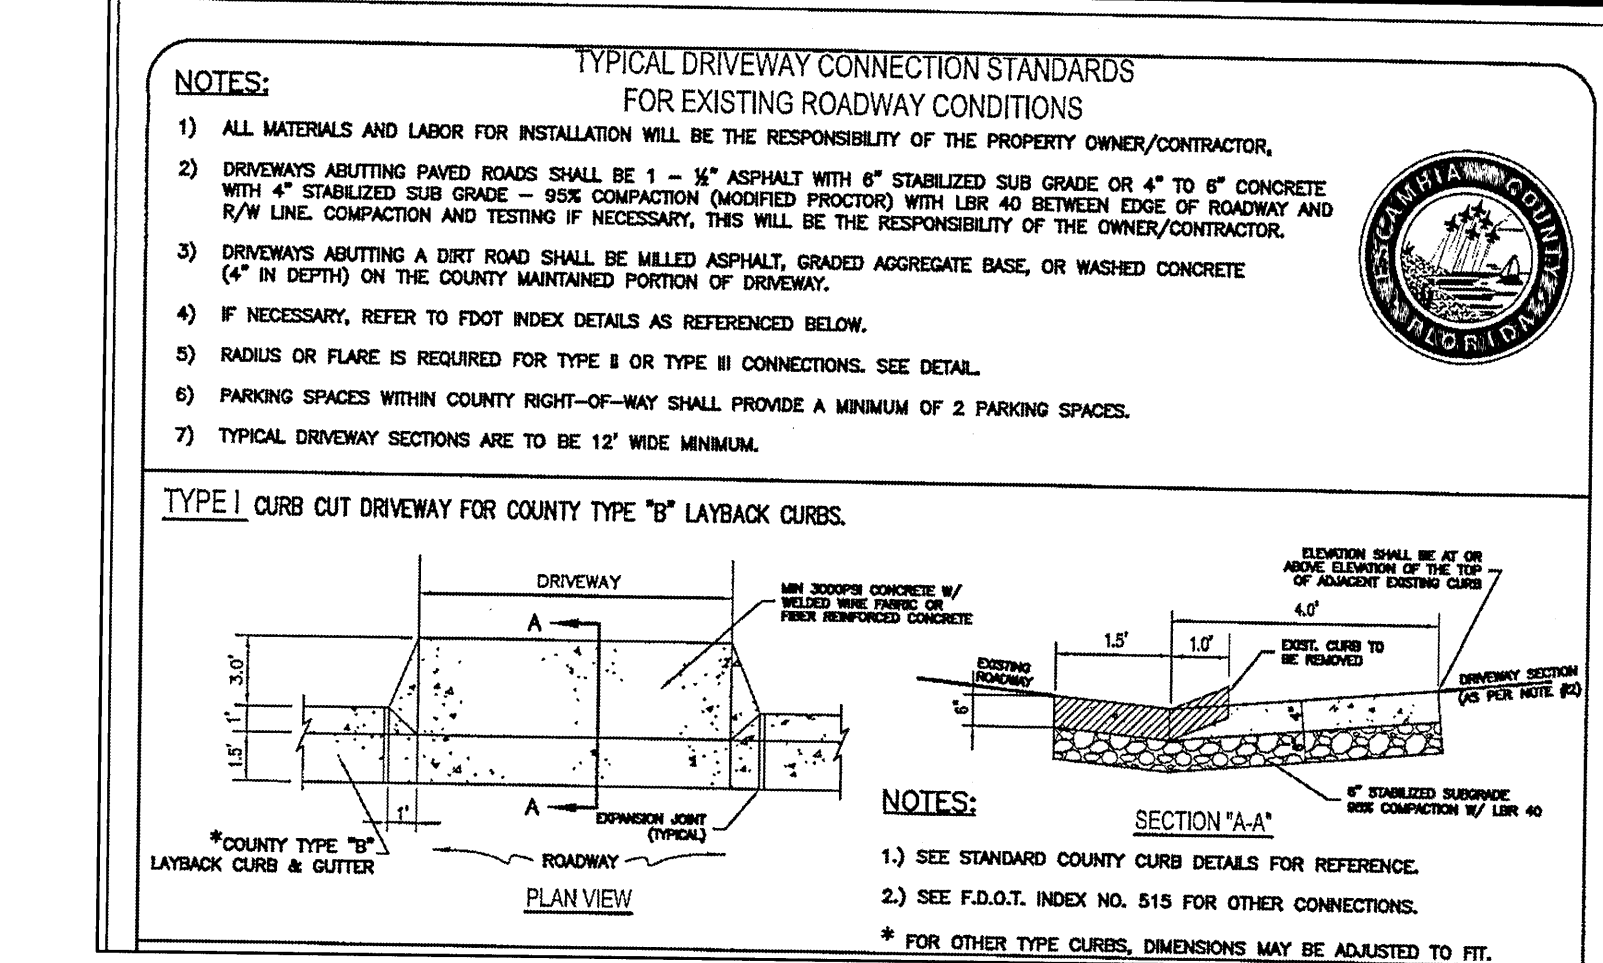 TYPICAL DRIVEWAY CONNECTION STANDARDS
FOR EXISTING ROADWAY CONDITIONS
NOTES:
1) ALL MATERIALS AND LABOR FOR INSTALLATION WILL BE THE RESPONSIBILITY OF THE PROPERTY OWNER/CONTRACTOR.
2) DRIVEWAYS ABUTTING PAVED ROADS SHALL BE 1 - ½" ASPHALT WITH 6" STABILIZED SUB GRADE OR 4" TO 6" CONCRETE
WITH 4" STABILIZED SUB GRADE - 95% COMPACTION (MODIFIED PROCTOR) WITH LBR 40 BETWEEN EDGE OF ROADWAY AND
R/W LINE. COMPACTION AND TESTING IF NECESSARY, THIS WILL BE THE RESPONSIBILITY OF THE OWNER/CONTRACTOR.
3) DRIVEWAYS ABUTTING A DIRT ROAD SHALL BE MILLED ASPHALT, GRADED AGGREGATE BASE, OR WASHED CONCRETE
(4" IN DEPTH) ON THE COUNTY MAINTAINED PORTION OF DRIVEWAY.
4) IF NECESSARY, REFER TO FDOT INDEX DETAILS AS REFERENCED BELOW.
5) RADIUS OR FLARE IS REQUIRED FOR TYPE II OR TYPE III CONNECTIONS. SEE DETAIL.
6) PARKING SPACES WITHIN COUNTY RIGHT-OF-WAY SHALL PROVIDE A MINIMUM OF 2 PARKING SPACES.
7) TYPICAL DRIVEWAY SECTIONS ARE TO BE 12' WIDE MINIMUM.
ESCAMBIA COUNTY
FLORIDA
TYPE I CURB CUT DRIVEWAY FOR COUNTY TYPE "B" LAYBACK CURBS.
DRIVEWAY
MIN 3000PSI CONCRETE W/
WELDED WIRE FABRIC OR
FIBER REINFORCED CONCRETE
A
3.0'
1'
1.5'
1'
A
EXPANSION JOINT
(TYPICAL)
*COUNTY TYPE "B"
LAYBACK CURB & GUTTER
ROADWAY
PLAN VIEW
ELEVATION SHALL BE AT OR
ABOVE ELEVATION OF THE TOP
OF ADJACENT EXISTING CURB
4.0'
1.5'
1.0'
EXIST. CURB TO
BE REMOVED
EXISTING
ROADWAY
6"
DRIVEWAY SECTION
(AS PER NOTE #2)
4"
6" STABILIZED SUBGRADE
95% COMPACTION W/ LBR 40
SECTION "A-A"
NOTES:
1.) SEE STANDARD COUNTY CURB DETAILS FOR REFERENCE.
2.) SEE F.D.O.T. INDEX NO. 515 FOR OTHER CONNECTIONS.
* FOR OTHER TYPE CURBS, DIMENSIONS MAY BE ADJUSTED TO FIT.